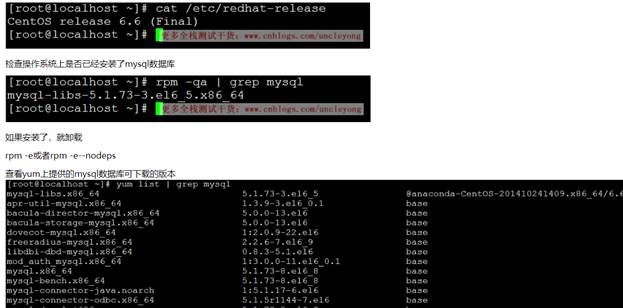 [root@localhost ~]# cat /etc/redhat-release
CentOS release 6.6 (Final)
[root@localhost ~]# 更多全栈测试干货：www.cnblogs.com/uncleyong
检查操作系统上是否已经安装了mysql数据库
[root@localhost ~]# rpm -qa | grep mysql
mysql-libs-5.1.73-3.el6_5.x86_64
[root@localhost ~]# 更多全栈测试干货：www.cnblogs.com/uncleyong
如果安装了，就卸载
rpm -e或者rpm -e--nodeps
查看yum上提供的mysql数据库可下载的版本
[root@localhost ~]# yum list | grep mysql
mysql-libs.x86_64 5.1.73-3.el6_5 @anaconda-CentOS-201410241409.x86_64/6.6
apr-util-mysql.x86_64 1.3.9-3.el6_0.1 base
bacula-director-mysql.x86_64 5.0.0-13.el6 base
bacula-storage-mysql.x86_64 5.0.0-13.el6 base
dovecot-mysql.x86_64 1:2.0.9-22.el6 base
freeradius-mysql.x86_64 2.2.6-7.el6_9 base
libdbi-dbd-mysql.x86_64 0.8.3-5.1.el6 base
mod_auth_mysql.x86_64 1:3.0.0-11.el6_0.1 base
mysql.x86_64 5.1.73-8.el6_8 base
mysql-bench.x86_64 5.1.73-8.el6_8 base
mysql-connector-java.noarch 1:5.1.17-6.el6 base
mysql-connector-odbc.x86_64 5.1.5r1144-7.el6 base